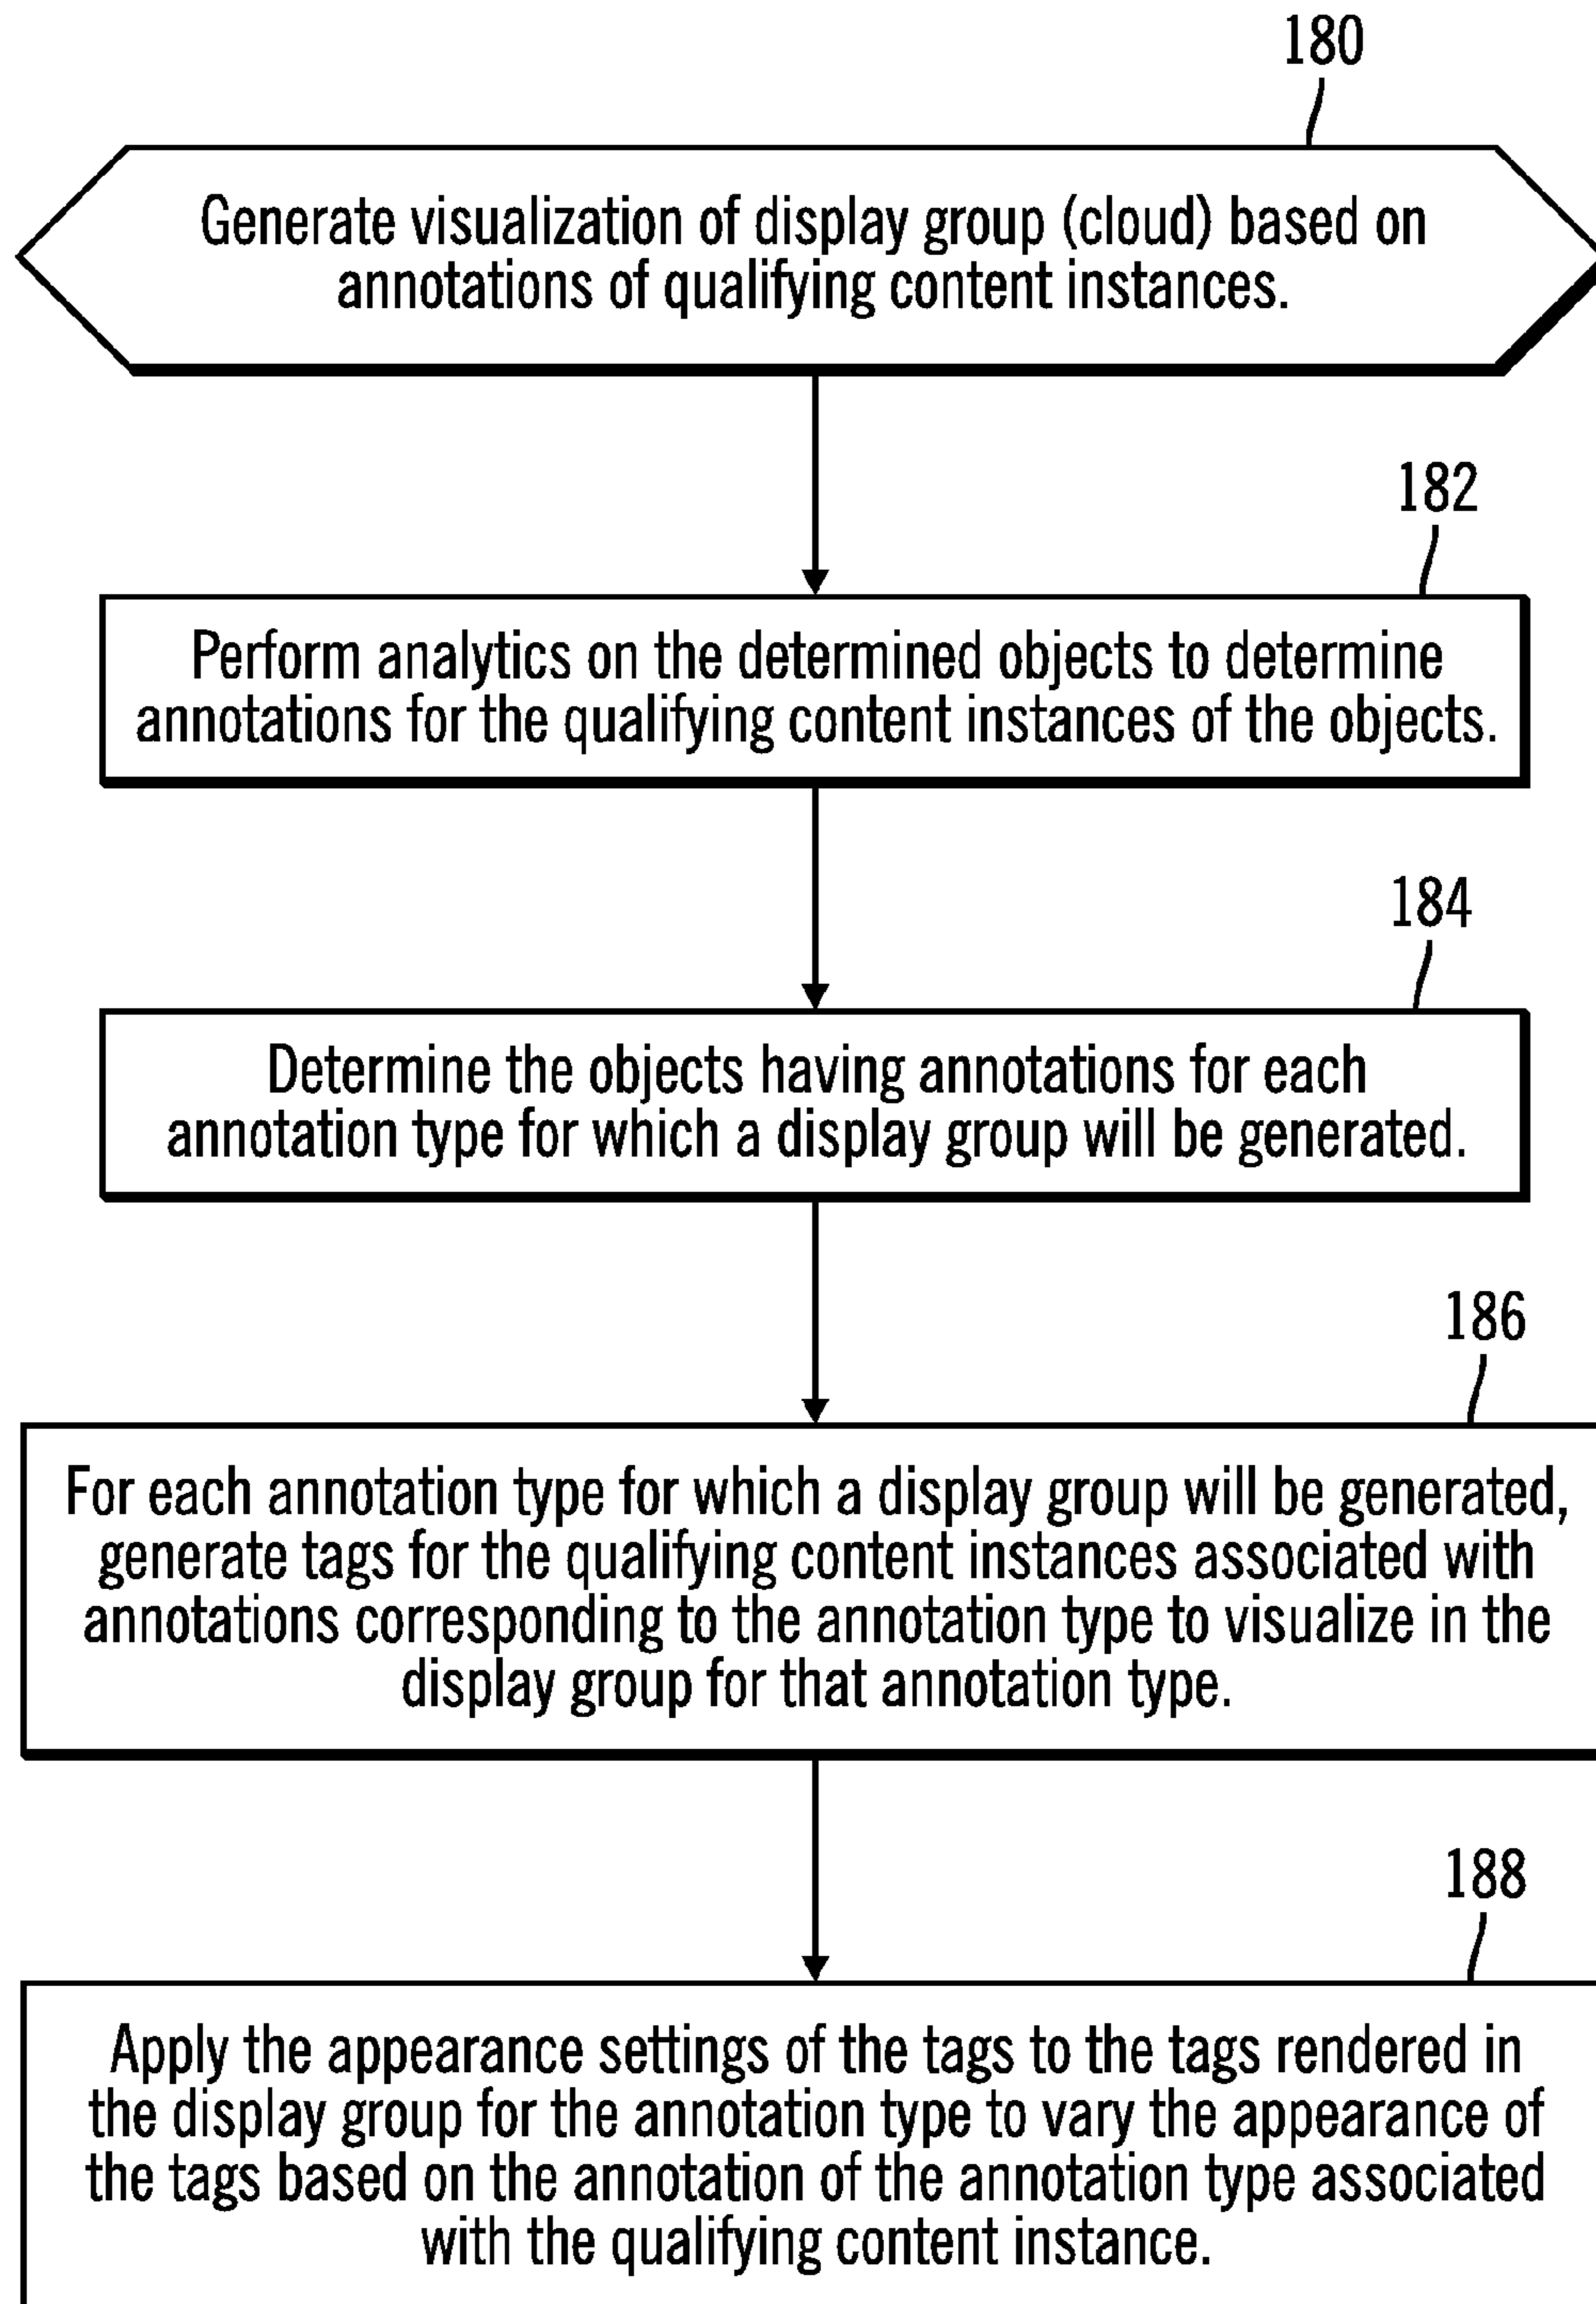 180
Generate visualization of display group (cloud) based on
annotations of qualifying content instances.
182
Perform analytics on the determined objects to determine
annotations for the qualifying content instances of the objects.
184
Determine the objects having annotations for each
annotation type for which a display group will be generated.
186
For each annotation type for which a display group will be generated,
generate tags for the qualifying content instances associated with
annotations corresponding to the annotation type to visualize in the
display group for that annotation type.
188
Apply the appearance settings of the tags to the tags rendered in
the display group for the annotation type to vary the appearance of
the tags based on the annotation of the annotation type associated
with the qualifying content instance.